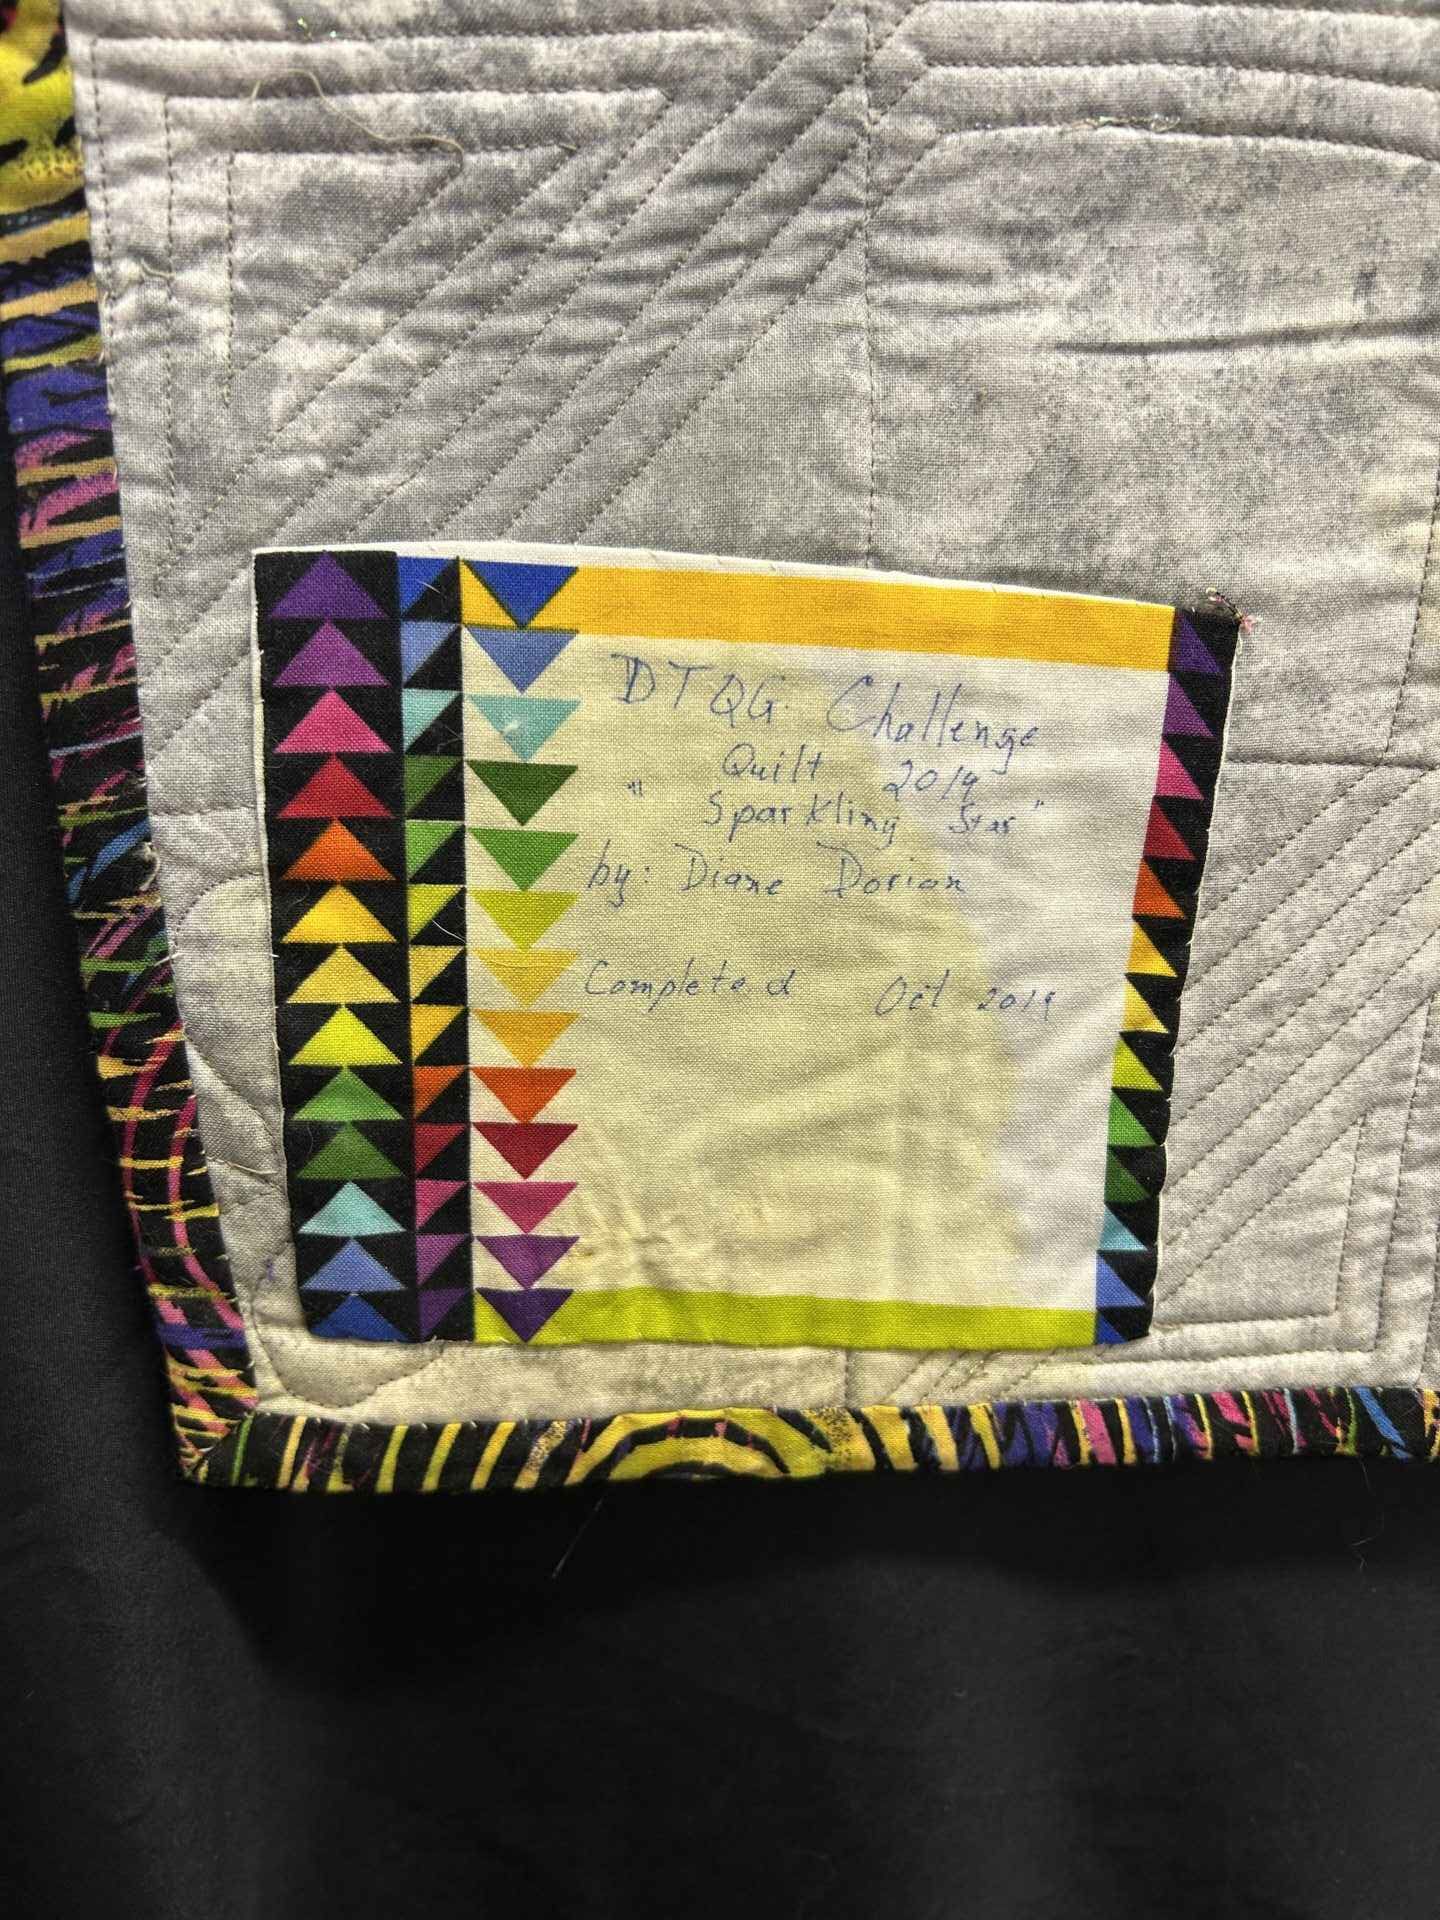 DTQG Challenge
Quilt 2019
"Sparkling Star"
by: Diane Dorian
Completed Oct 2019